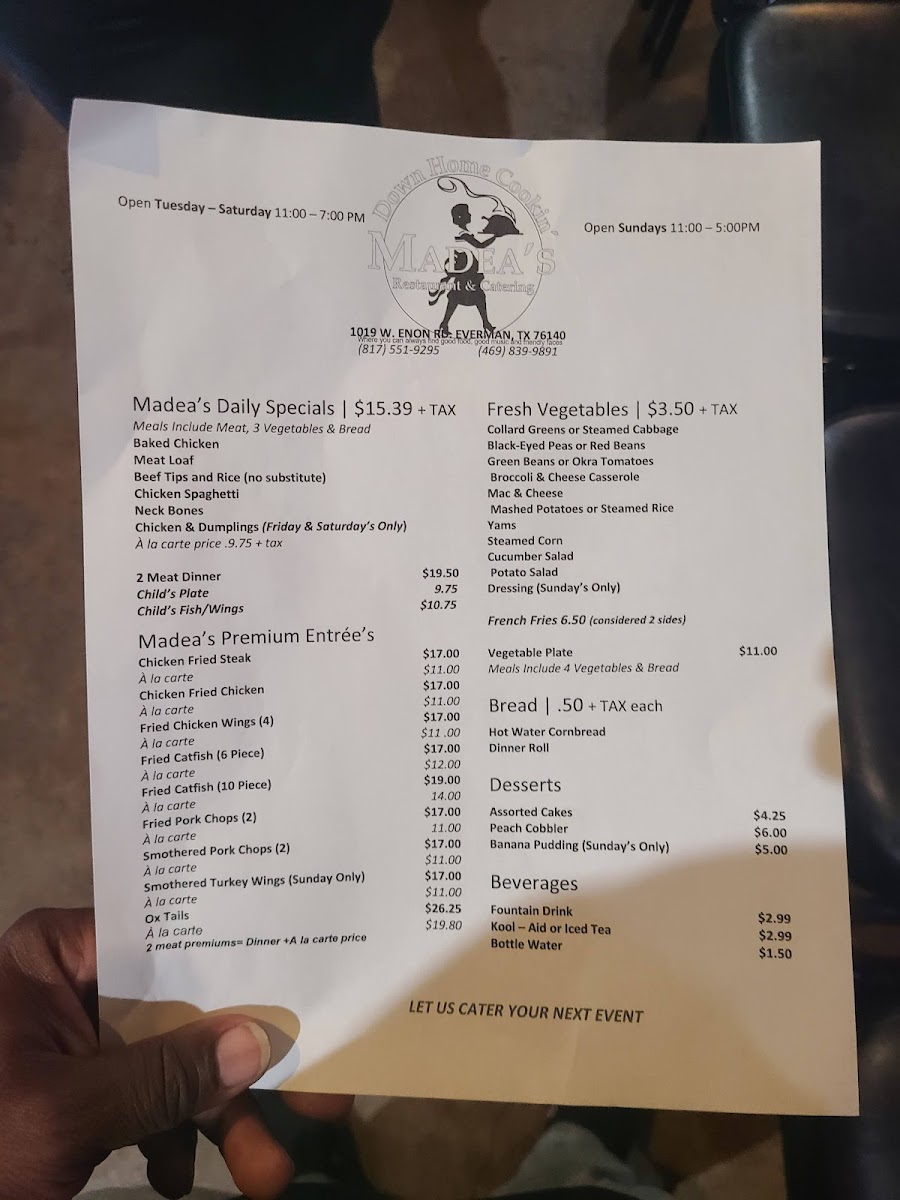 Open Tuesday – Saturday 11:00 – 7:00 PM
Down Home Cookin'
MADEA'S
Restaurant & Catering
Open Sundays 11:00 – 5:00PM
1019 W. ENON RD. EVERMAN, TX 76140
Where you can always find good food, good music and friendly faces
(817) 551-9295 (469) 839-9891
Madea's Daily Specials | $15.39 + TAX
Meals Include Meat, 3 Vegetables & Bread
Baked Chicken
Meat Loaf
Beef Tips and Rice (no substitute)
Chicken Spaghetti
Neck Bones
Chicken & Dumplings (Friday & Saturday's Only)
À la carte price .9.75 + tax
2 Meat Dinner $19.50
Child's Plate 9.75
Child's Fish/Wings $10.75
Madea's Premium Entrée's
Chicken Fried Steak $17.00
À la carte $11.00
Chicken Fried Chicken $17.00
À la carte $11.00
Fried Chicken Wings (4) $17.00
À la carte $11 .00
Fried Catfish (6 Piece) $17.00
À la carte $12.00
Fried Catfish (10 Piece) $19.00
À la carte 14.00
Fried Pork Chops (2) $17.00
À la carte 11.00
Smothered Pork Chops (2) $17.00
À la carte $11.00
Smothered Turkey Wings (Sunday Only) $17.00
À la carte $11.00
Ox Tails $26.25
À la carte $19.80
2 meat premiums= Dinner +A la carte price
Fresh Vegetables | $3.50 + TAX
Collard Greens or Steamed Cabbage
Black-Eyed Peas or Red Beans
Green Beans or Okra Tomatoes
Broccoli & Cheese Casserole
Mac & Cheese
Mashed Potatoes or Steamed Rice
Yams
Steamed Corn
Cucumber Salad
Potato Salad
Dressing (Sunday's Only)
French Fries 6.50 (considered 2 sides)
Vegetable Plate $11.00
Meals Include 4 Vegetables & Bread
Bread | .50 + TAX each
Hot Water Cornbread
Dinner Roll
Desserts
Assorted Cakes $4.25
Peach Cobbler $6.00
Banana Pudding (Sunday's Only) $5.00
Beverages
Fountain Drink $2.99
Kool – Aid or Iced Tea $2.99
Bottle Water $1.50
LET US CATER YOUR NEXT EVENT